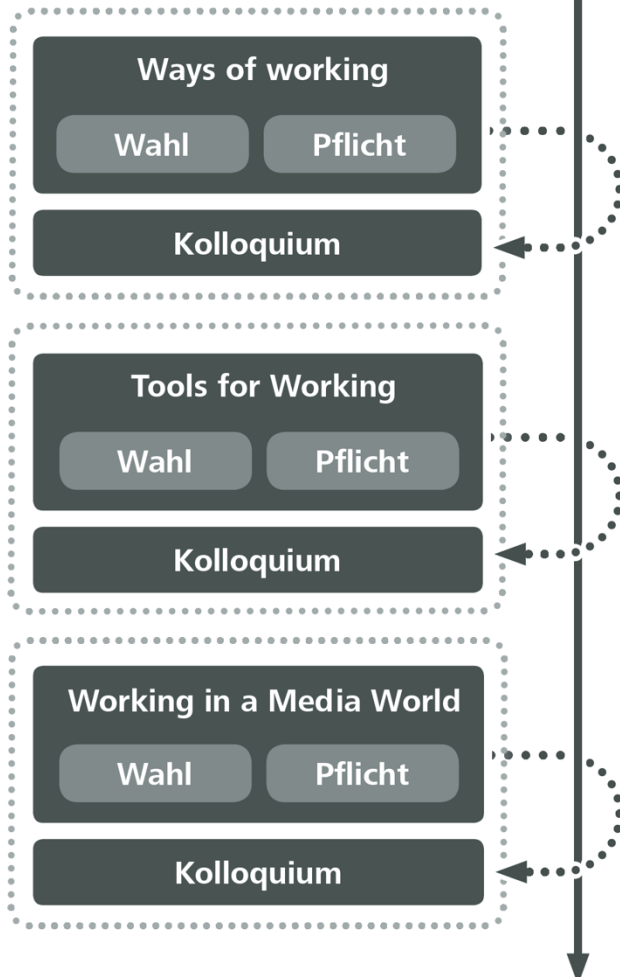 Ways of working
Wahl Pflicht
Kolloquium
Tools for Working
Wahl Pflicht
Kolloquium
Working in a Media World
Wahl Pflicht
Kolloquium